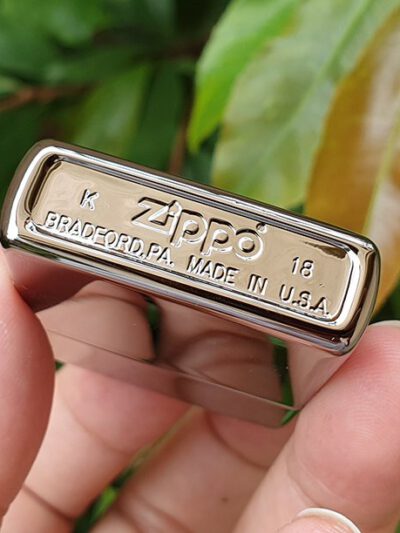 K zippo® 18
BRADFORD,PA. MADE IN U.S.A.